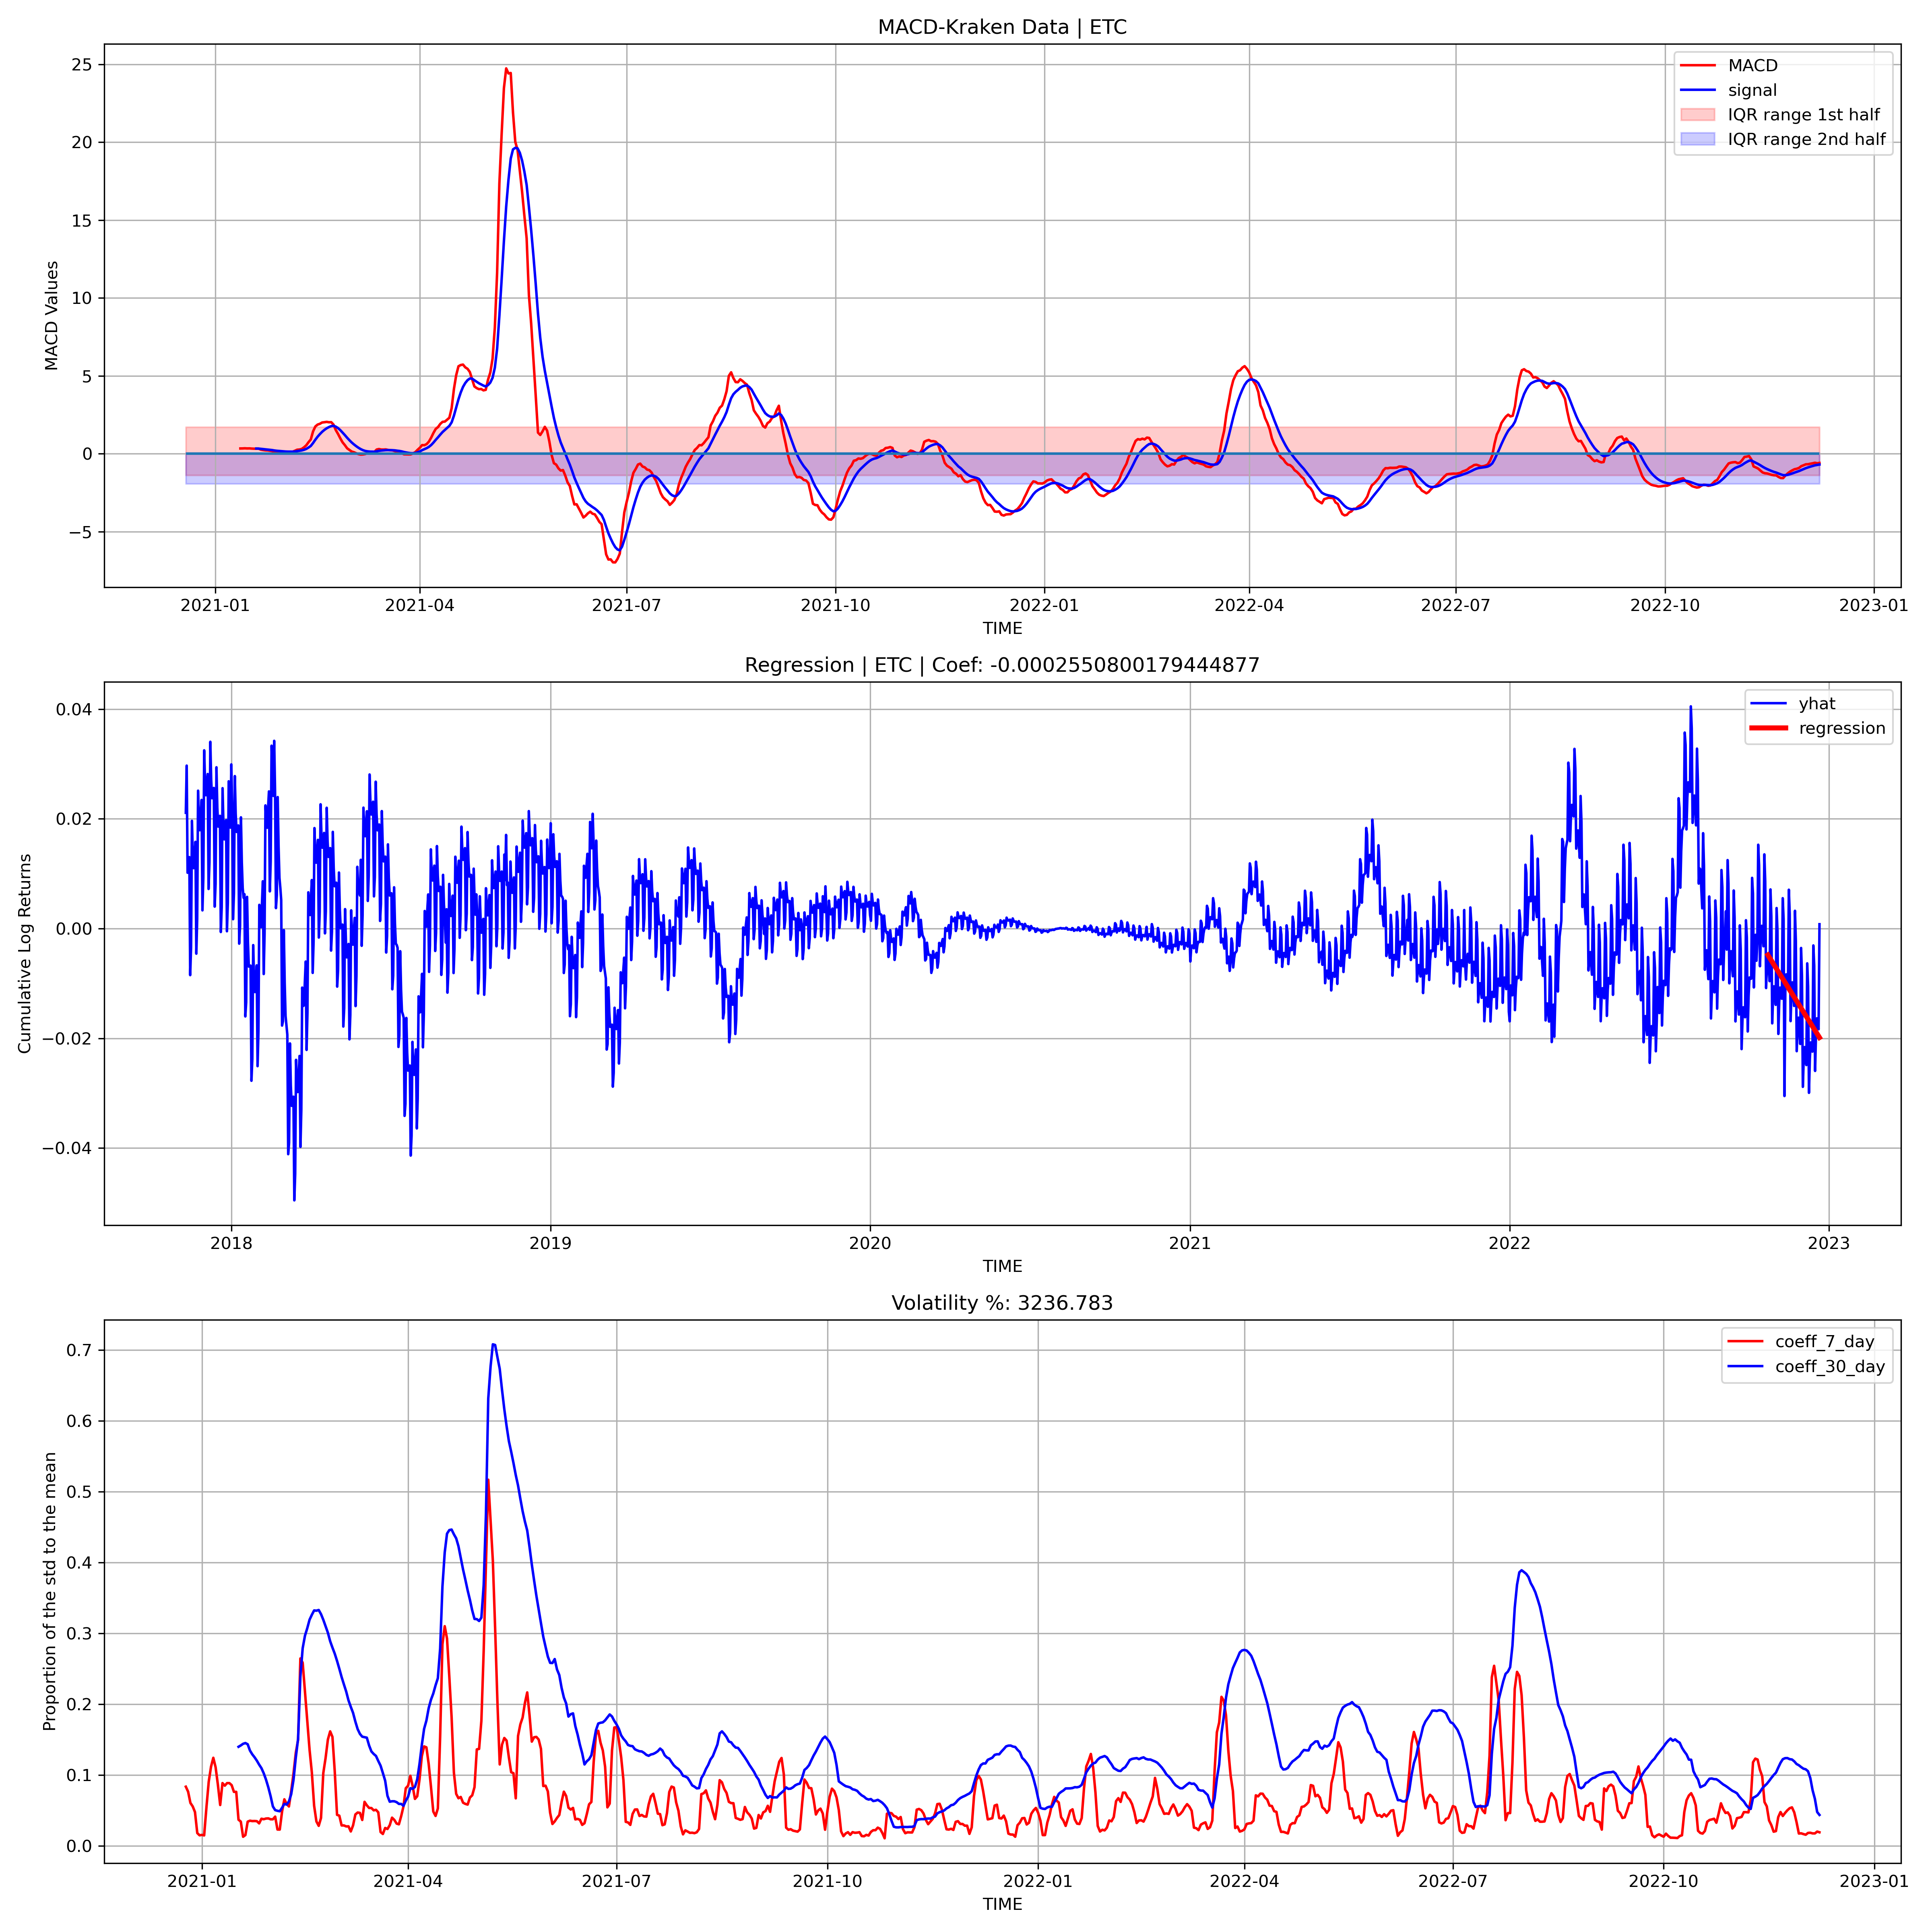 MACD-Kraken Data | ETC
MACD
signal
IQR range 1st half
IQR range 2nd half
MACD Values
25
20
15
10
5
0
−5
2021-01 2021-04 2021-07 2021-10 2022-01 2022-04 2022-07 2022-10 2023-01
TIME
Regression | ETC | Coef: -0.0002550800179444877
yhat
regression
Cumulative Log Returns
0.04
0.02
0.00
−0.02
−0.04
2018 2019 2020 2021 2022 2023
TIME
Volatility %: 3236.783
coeff_7_day
coeff_30_day
Proportion of the std to the mean
0.7
0.6
0.5
0.4
0.3
0.2
0.1
0.0
2021-01 2021-04 2021-07 2021-10 2022-01 2022-04 2022-07 2022-10 2023-01
TIME